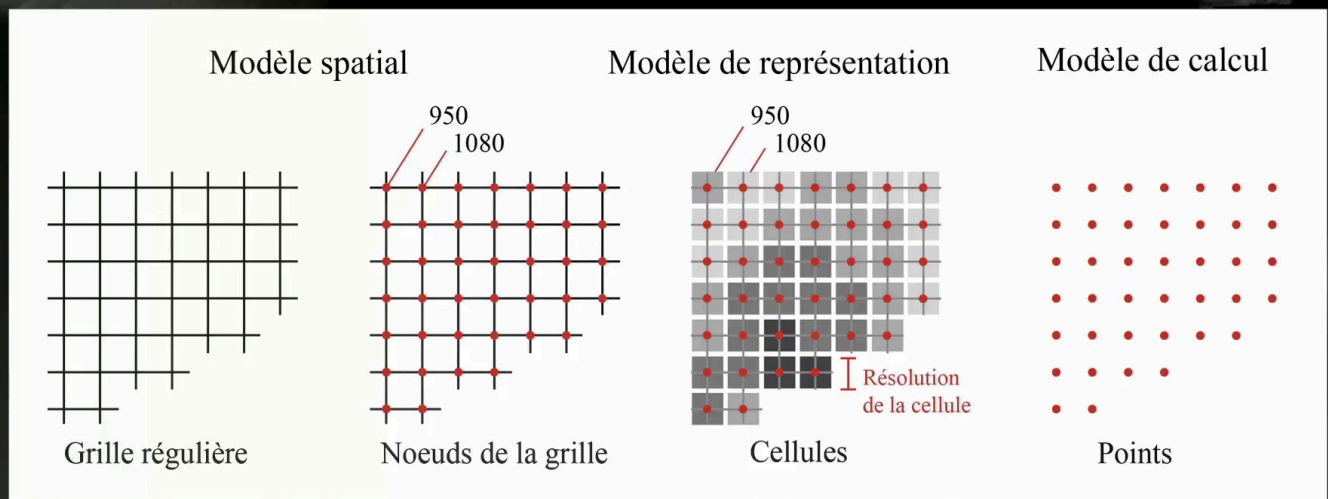 Modèle spatial
Modèle de représentation
Modèle de calcul
950
1080
950
1080
Résolution
de la cellule
Grille régulière
Noeuds de la grille
Cellules
Points